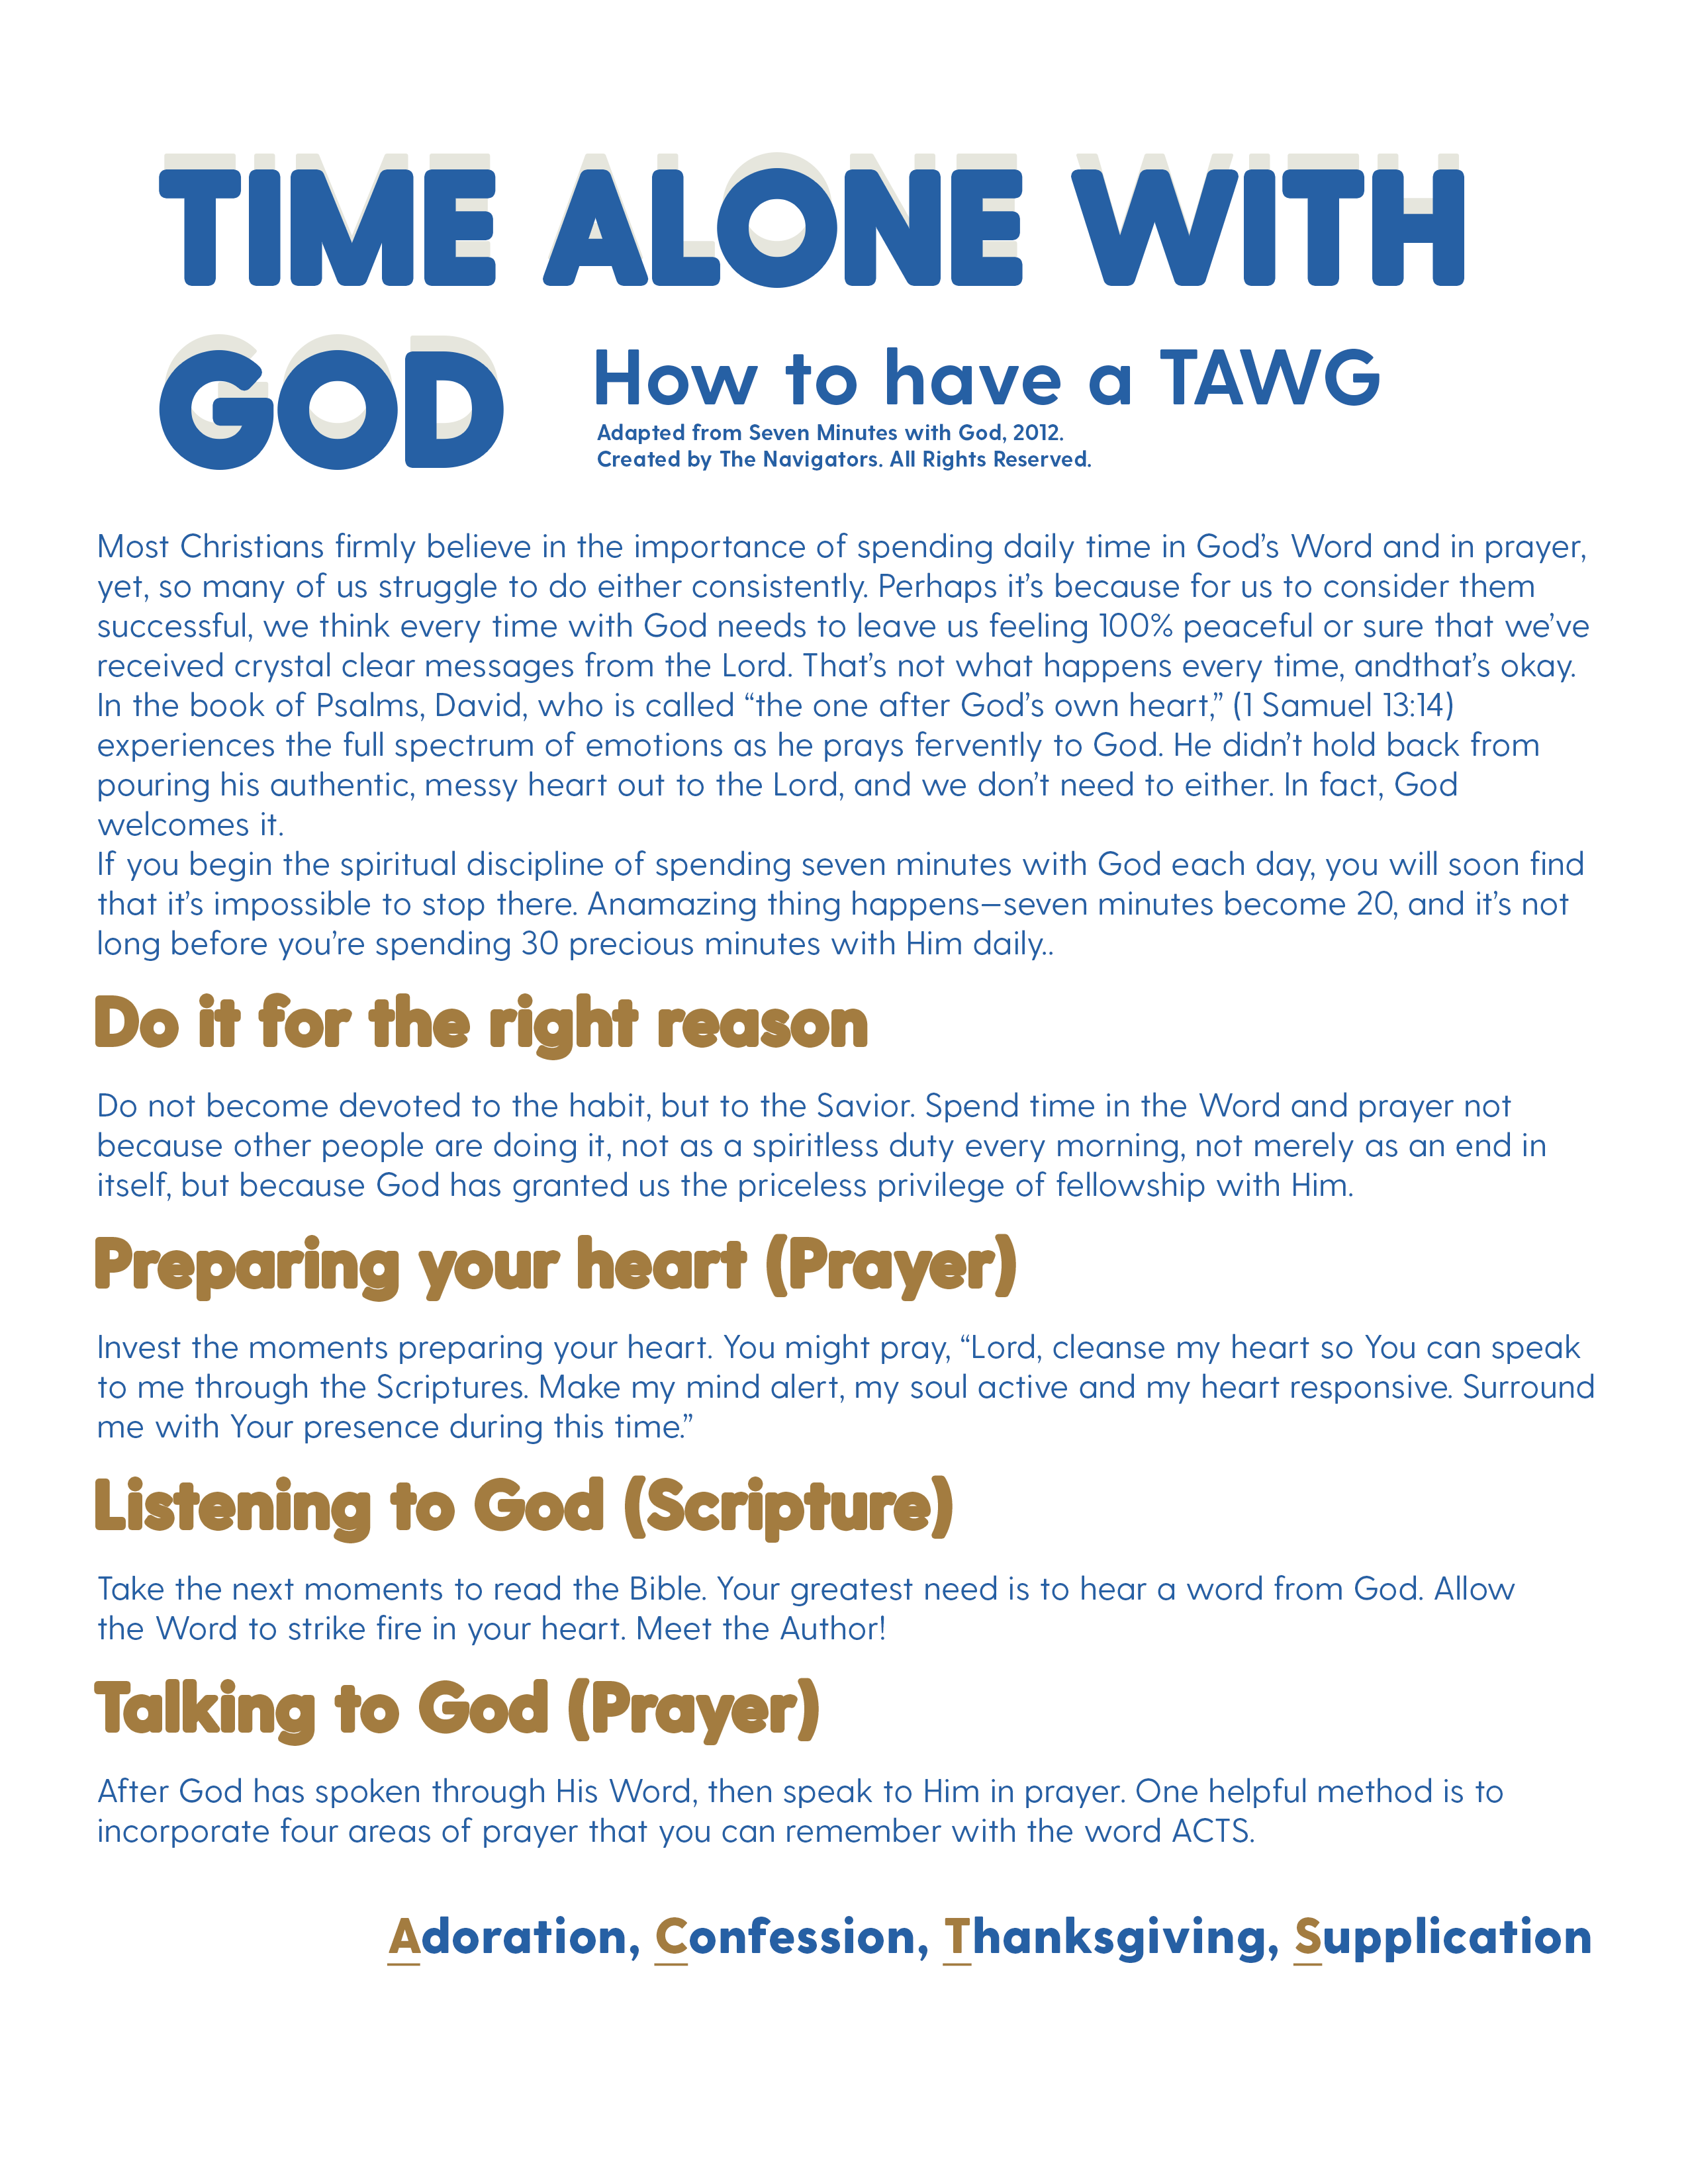 TIME ALONE WITH
GOD
How to have a TAWG
Adapted from Seven Minutes with God, 2012.
Created by The Navigators. All Rights Reserved.
Most Christians firmly believe in the importance of spending daily time in God’s Word and in prayer,
yet, so many of us struggle to do either consistently. Perhaps it’s because for us to consider them
successful, we think every time with God needs to leave us feeling 100% peaceful or sure that we’ve
received crystal clear messages from the Lord. That’s not what happens every time, andthat’s okay.
In the book of Psalms, David, who is called “the one after God’s own heart,” (1 Samuel 13:14)
experiences the full spectrum of emotions as he prays fervently to God. He didn’t hold back from
pouring his authentic, messy heart out to the Lord, and we don’t need to either. In fact, God
welcomes it.
If you begin the spiritual discipline of spending seven minutes with God each day, you will soon find
that it’s impossible to stop there. Anamazing thing happens—seven minutes become 20, and it’s not
long before you’re spending 30 precious minutes with Him daily..
Do it for the right reason
Do not become devoted to the habit, but to the Savior. Spend time in the Word and prayer not
because other people are doing it, not as a spiritless duty every morning, not merely as an end in
itself, but because God has granted us the priceless privilege of fellowship with Him.
Preparing your heart (Prayer)
Invest the moments preparing your heart. You might pray, “Lord, cleanse my heart so You can speak
to me through the Scriptures. Make my mind alert, my soul active and my heart responsive. Surround
me with Your presence during this time.”
Listening to God (Scripture)
Take the next moments to read the Bible. Your greatest need is to hear a word from God. Allow
the Word to strike fire in your heart. Meet the Author!
Talking to God (Prayer)
After God has spoken through His Word, then speak to Him in prayer. One helpful method is to
incorporate four areas of prayer that you can remember with the word ACTS.
Adoration, Confession, Thanksgiving, Supplication